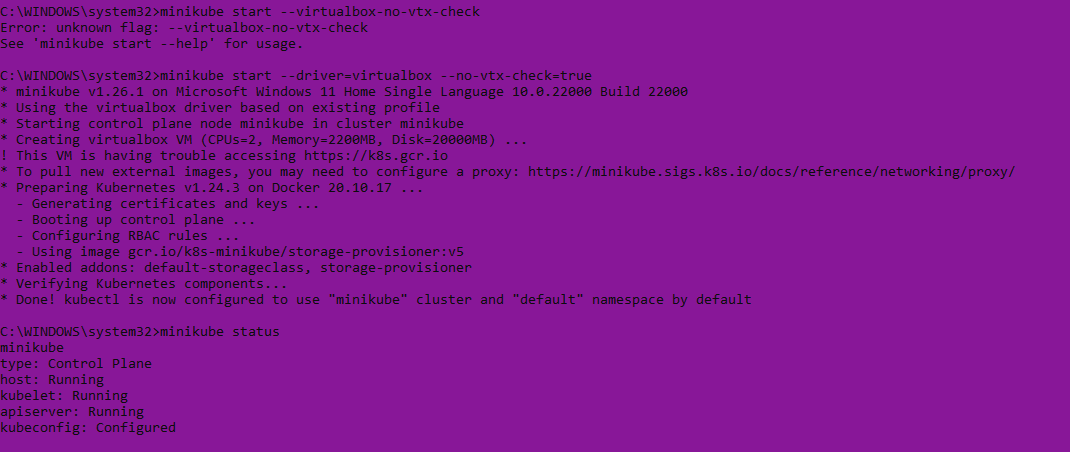 C:\WINDOWS\system32>minikube start --virtualbox-no-vtx-check
Error: unknown flag: --virtualbox-no-vtx-check
See 'minikube start --help' for usage.
C:\WINDOWS\system32>minikube start --driver=virtualbox --no-vtx-check=true
* minikube v1.26.1 on Microsoft Windows 11 Home Single Language 10.0.22000 Build 22000
* Using the virtualbox driver based on existing profile
* Starting control plane node minikube in cluster minikube
* Creating virtualbox VM (CPUs=2, Memory=2200MB, Disk=20000MB) ...
! This VM is having trouble accessing https://k8s.gcr.io
* To pull new external images, you may need to configure a proxy: https://minikube.sigs.k8s.io/docs/reference/networking/proxy/
* Preparing Kubernetes v1.24.3 on Docker 20.10.17 ...
  - Generating certificates and keys ...
  - Booting up control plane ...
  - Configuring RBAC rules ...
  - Using image gcr.io/k8s-minikube/storage-provisioner:v5
* Enabled addons: default-storageclass, storage-provisioner
* Verifying Kubernetes components...
* Done! kubectl is now configured to use "minikube" cluster and "default" namespace by default
C:\WINDOWS\system32>minikube status
minikube
type: Control Plane
host: Running
kubelet: Running
apiserver: Running
kubeconfig: Configured